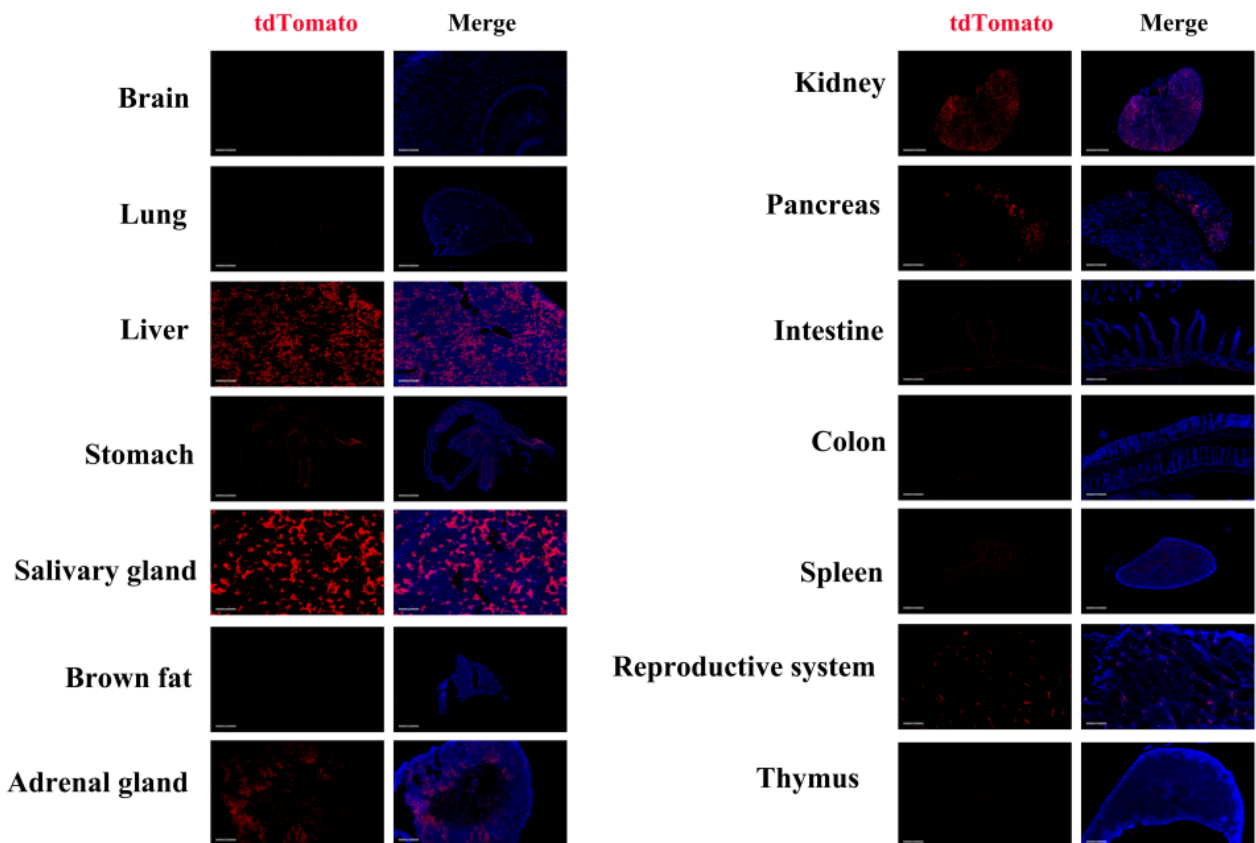 tdTomato Merge
Brain
Lung
Liver
Stomach
Salivary gland
Brown fat
Adrenal gland
tdTomato Merge
Kidney
Pancreas
Intestine
Colon
Spleen
Reproductive system
Thymus